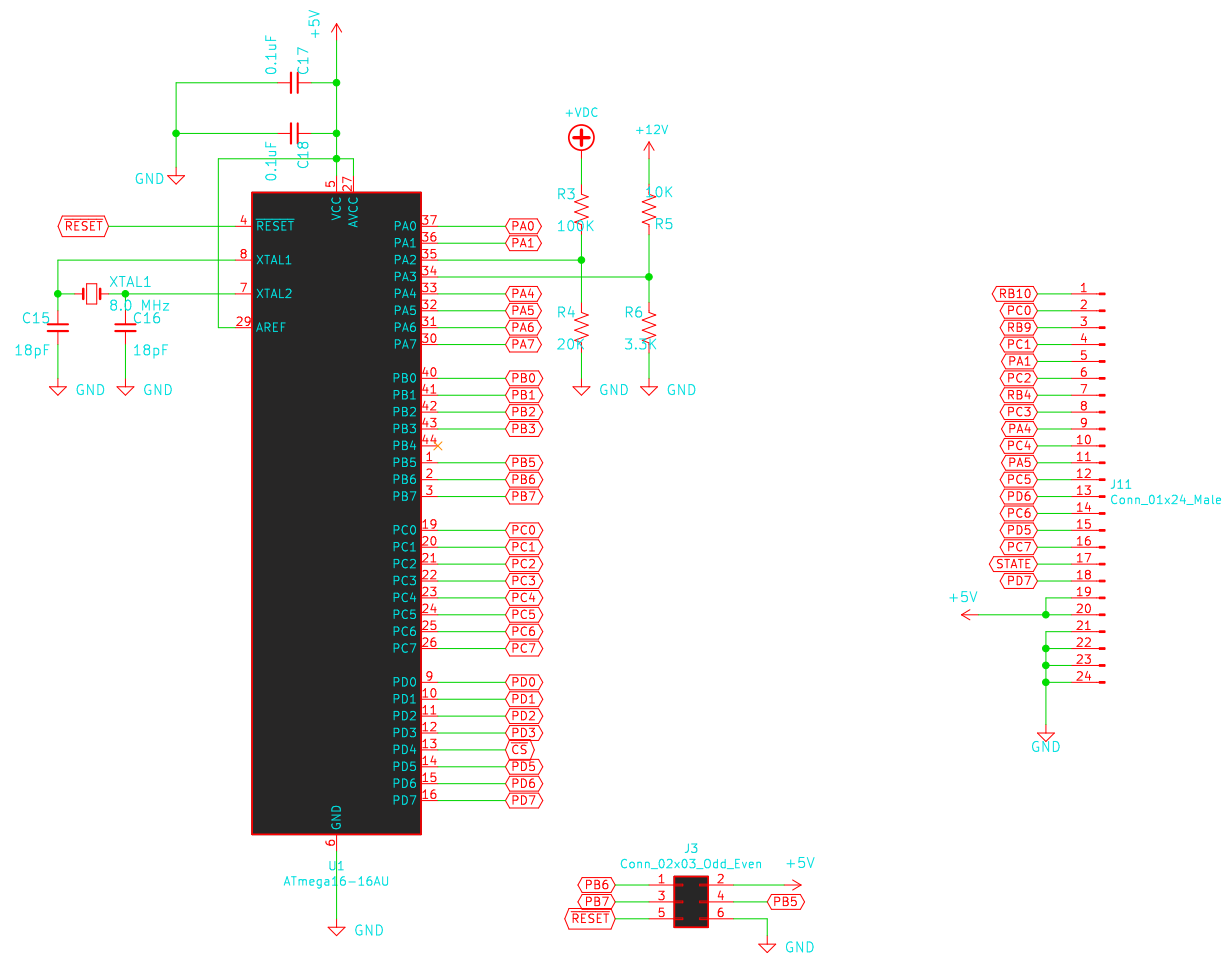 +5V
0.1uF
C17
0.1uF
C18
GND
RESET
XTAL1
8.0 MHz
C15
18pF
GND
C16
18pF
GND
5
VCC
27
AVCC
4
RESET
8
XTAL1
7
XTAL2
29
AREF
PA0 37 PA0
PA1 36 PA1
PA2 35
PA3 34
PA4 33 PA4
PA5 32 PA5
PA6 31 PA6
PA7 30 PA7
PB0 40 PB0
PB1 41 PB1
PB2 42 PB2
PB3 43 PB3
PB4 44
PB5 1 PB5
PB6 2 PB6
PB7 3 PB7
PC0 19 PC0
PC1 20 PC1
PC2 21 PC2
PC3 22 PC3
PC4 23 PC4
PC5 24 PC5
PC6 25 PC6
PC7 26 PC7
PD0 9 PD0
PD1 10 PD1
PD2 11 PD2
PD3 12 PD3
PD4 13 CS
PD5 14 PD5
PD6 15 PD6
PD7 16 PD7
GND
6
U1
ATmega16-16AU
GND
+VDC
R3
100K
R4
20K
GND
+12V
10K
R5
R6
3.3K
GND
RB10 1
PC0 2
RB9 3
PC1 4
PA1 5
PC2 6
RB4 7
PC3 8
PA4 9
PC4 10
PA5 11
PC5 12
PD6 13
PC6 14
PD5 15
PC7 16
STATE 17
PD7 18
19
+5V 20
21
22
23
24
GND
J11
Conn_01x24_Male
J3
Conn_02x03_Odd_Even
+5V
PB6 1 2
PB7 3 4 PB5
RESET 5 6
GND